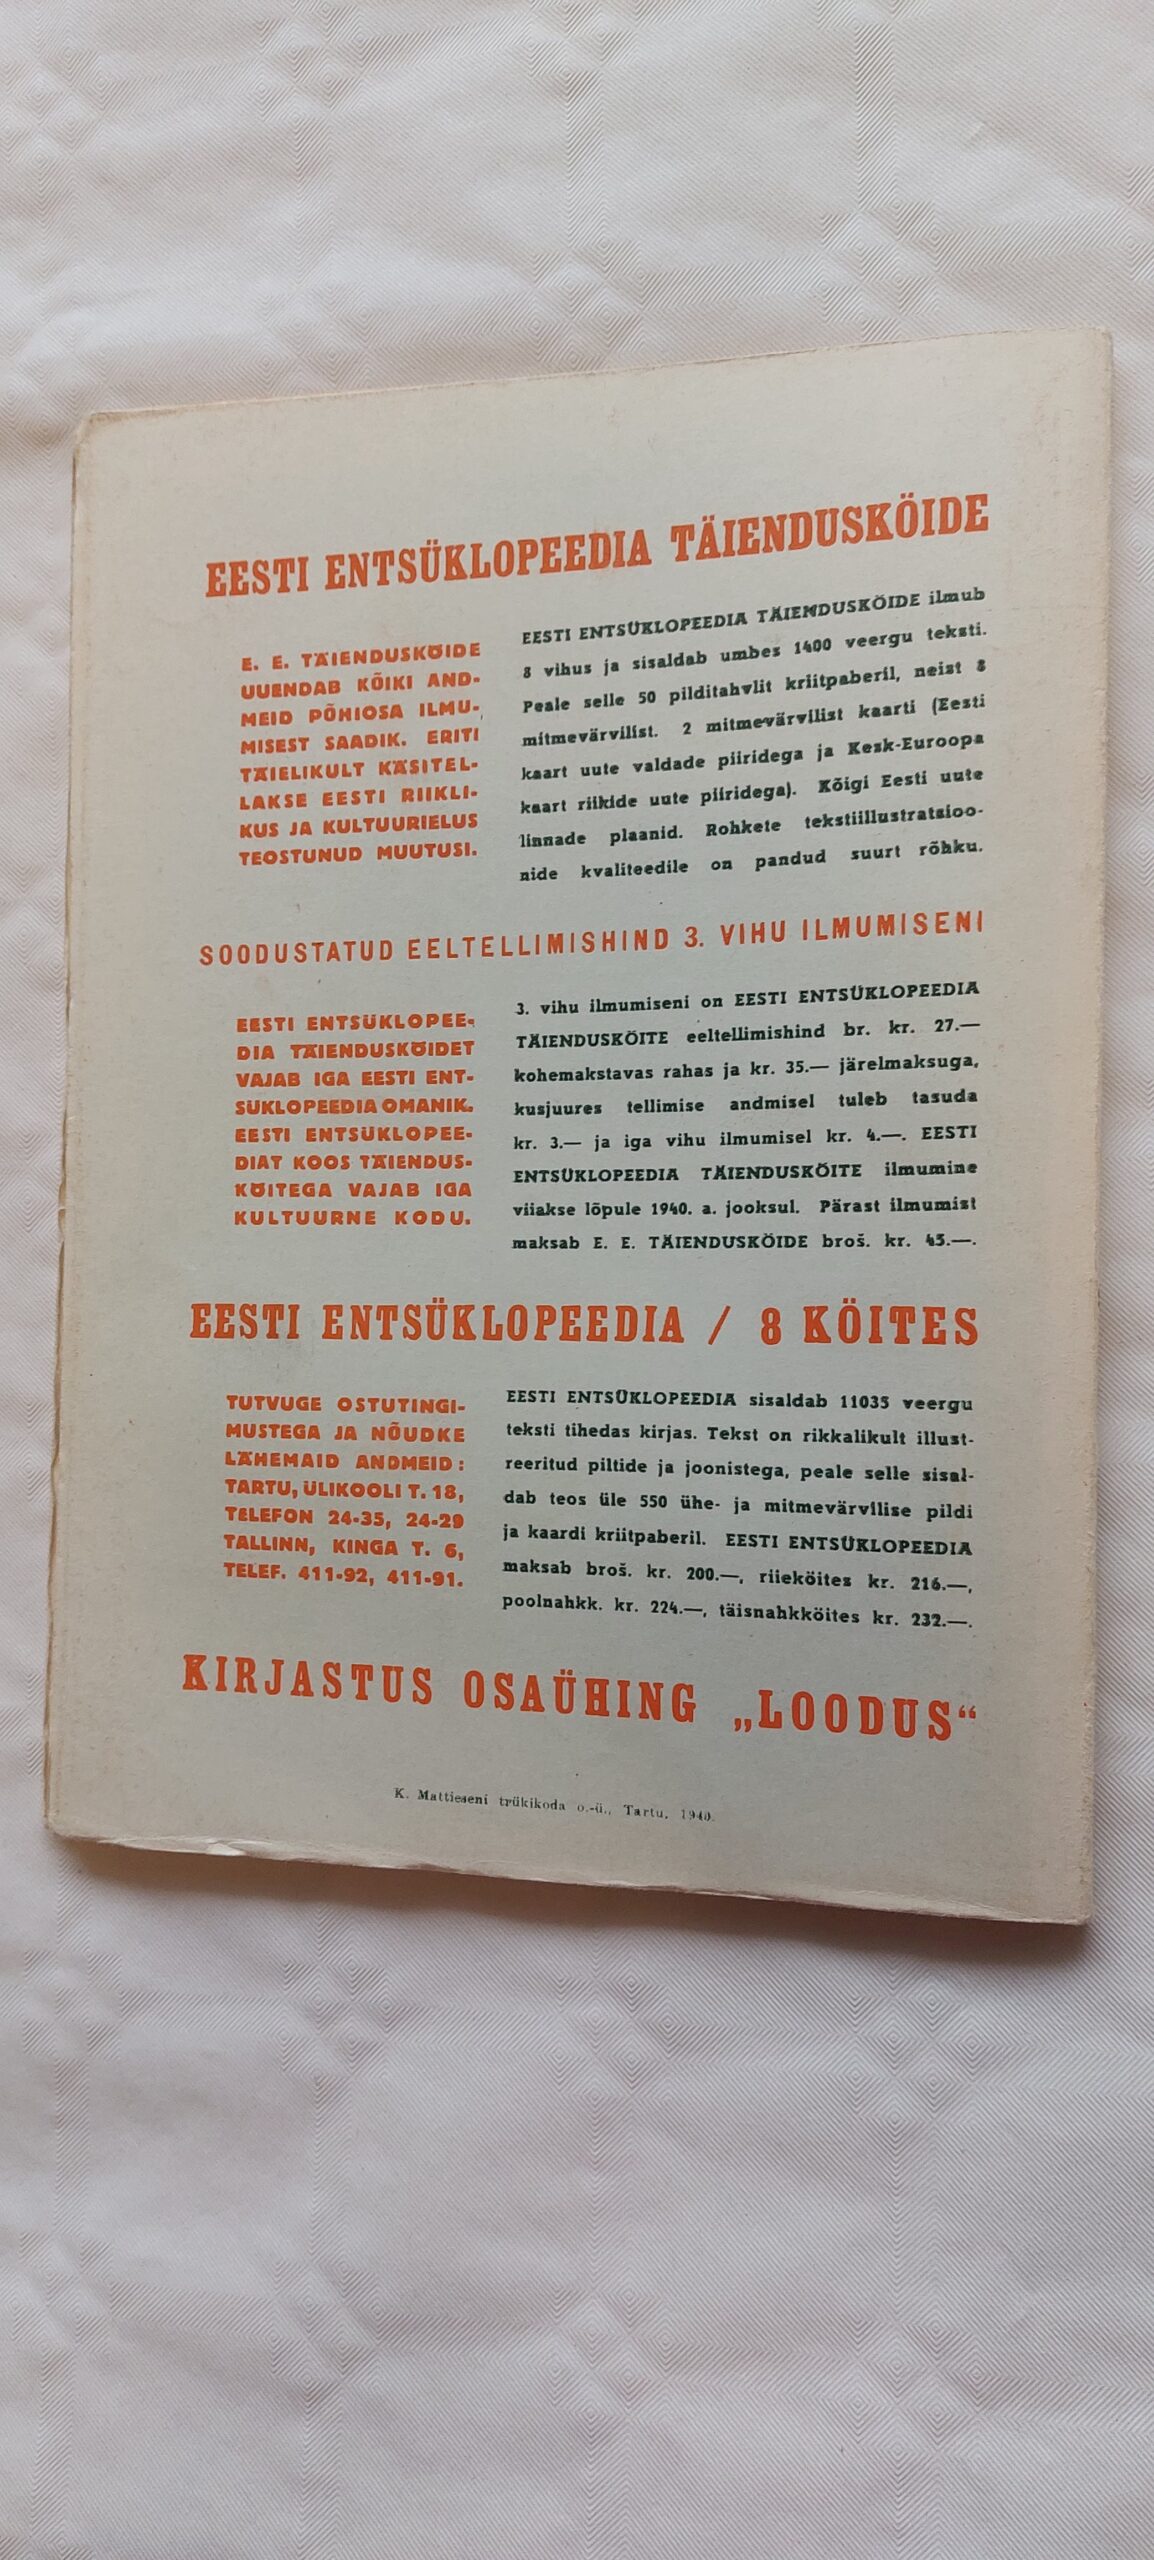 EESTI ENTSÜKLOPEEDIA TÄIENDUSKÖIDE
E. E. TÄIENDUSKÖIDE
UUENDAB KÕIKI AND-
MEID PÕHIOSA ILMU-
MISEST SAADIK. ERITI
TÄIELIKULT KÄSITEL-
LAKSE EESTI RIIKLI-
KUS JA KULTUURIELUS
TEOSTUNUD MUUTUSI.
EESTI ENTSÜKLOPEEDIA TÄIENDUSKÖIDE ilmub
8 vihus ja sisaldab umbes 1400 veergu teksti.
Peale selle 50 pilditahvlit kriitpaberil, neist 8
mitmevärvilist. 2 mitmevärvilist kaarti (Eesti
kaart uute valdade piiridega ja Kesk-Euroopa
kaart riikide uute piiridega). Kõigi Eesti uute
linnade plaanid. Rohkete tekstiillustratsioo-
nide kvaliteedile on pandud suurt rõhku.
SOODUSTATUD EELTELLIMISHIND 3. VIHU ILMUMISENI
EESTI ENTSÜKLOPEE-
DIA TÄIENDUSKÖIDET
VAJAB IGA EESTI ENT-
SÜKLOPEEDIA OMANIK.
EESTI ENTSÜKLOPEE-
DIAT KOOS TÄIENDUS-
KÖITEGA VAJAB IGA
KULTUURNE KODU.
3. vihu ilmumiseni on EESTI ENTSÜKLOPEEDIA
TÄIENDUSKÖITE eeltellimishind br. kr. 27.—
kohemakstavas rahas ja kr. 35.— järelmaksuga,
kusjuures tellimise andmisel tuleb tasuda
kr. 3.— ja iga vihu ilmumisel kr. 4.—. EESTI
ENTSÜKLOPEEDIA TÄIENDUSKÖITE ilmumine
viiakse lõpule 1940. a. jooksul. Pärast ilmumist
maksab E. E. TÄIENDUSKÖIDE broš. kr. 45.—.
EESTI ENTSÜKLOPEEDIA / 8 KÖITES
TUTVUGE OSTUTINGI-
MUSTEGA JA NÕUDKE
LÄHEMAID ANDMEID:
TARTU, ÜLIKOOLI T. 18,
TELEFON 24-35, 24-29
TALLINN, KINGA T. 6,
TELEF. 411-92, 411-91.
EESTI ENTSÜKLOPEEDIA sisaldab 11035 veergu
teksti tihedas kirjas. Tekst on rikkalikult illust-
reeritud piltide ja joonistega, peale selle sisal-
dab teos üle 550 ühe- ja mitmevärvilise pildi
ja kaardi kriitpaberil. EESTI ENTSÜKLOPEEDIA
maksab broš. kr. 200.—, riieköites kr. 216.—,
poolnahkk. kr. 224.—, täisnahkköites kr. 232.—.
KIRJASTUS OSAÜHING „LOODUS“
K. Mattieseni trükikoda o.-ü., Tartu, 1940.